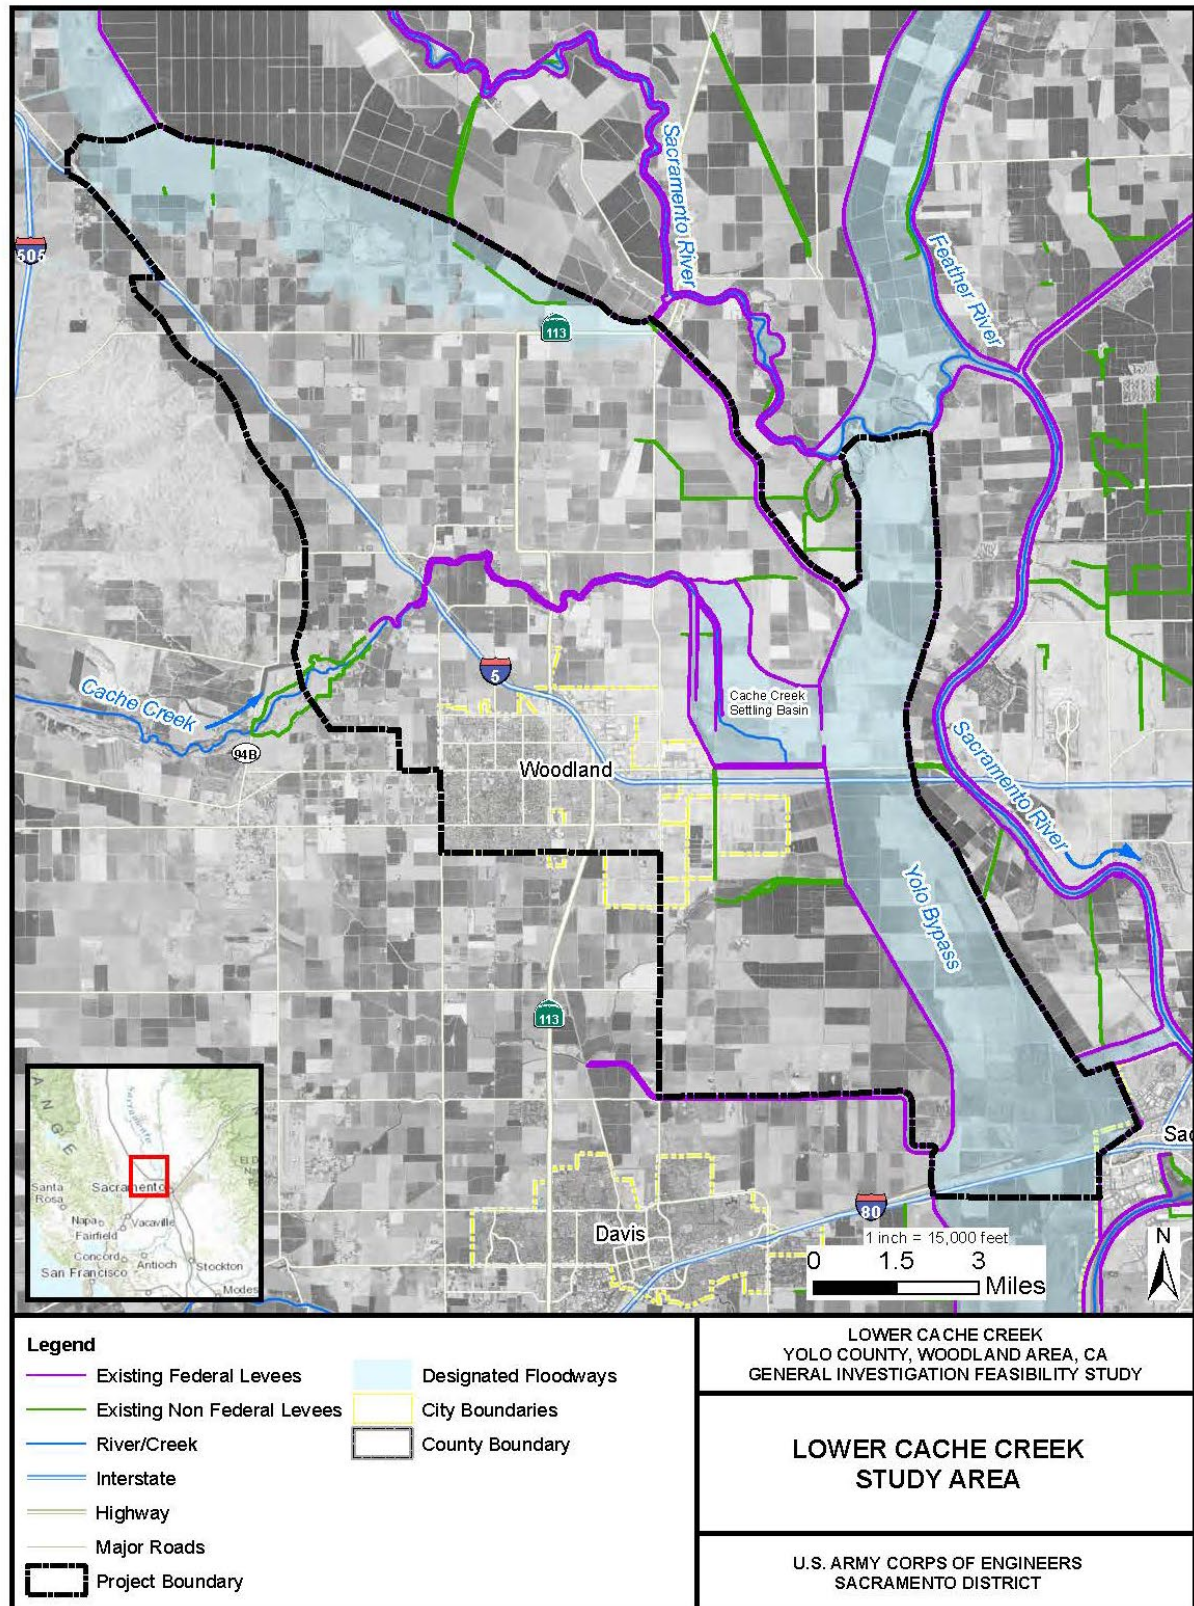 Sacramento River
Feather River
505
113
Cache Creek
94B
5
Cache Creek
Settling Basin
Woodland
Sacramento River
Yolo Bypass
113
Sac
80
Davis
1 inch = 15,000 feet
0 1.5 3
Miles
N
A N G E
Sacramento
Santa
Rosa
Sacramento
El D
Napa
Vacaville
Fairfield
Concord
Antioch
Stockton
San Francisco
Modes
Legend
Existing Federal Levees
Existing Non Federal Levees
River/Creek
Interstate
Highway
Major Roads
Project Boundary
Designated Floodways
City Boundaries
County Boundary
LOWER CACHE CREEK
YOLO COUNTY, WOODLAND AREA, CA
GENERAL INVESTIGATION FEASIBILITY STUDY
LOWER CACHE CREEK
STUDY AREA
U.S. ARMY CORPS OF ENGINEERS
SACRAMENTO DISTRICT